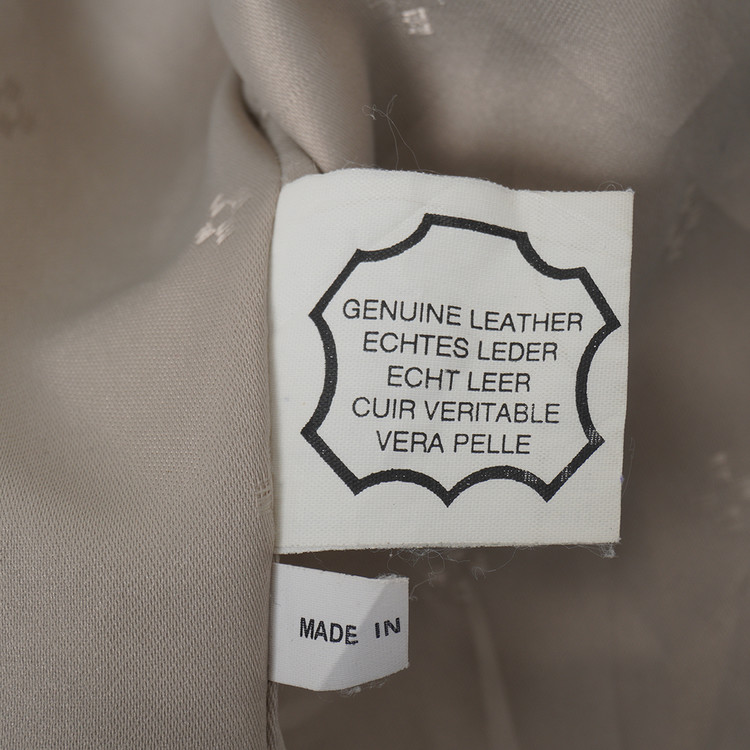 GENUINE LEATHER
ECHTES LEDER
ECHT LEER
CUIR VERITABLE
VERA PELLE
MADE IN